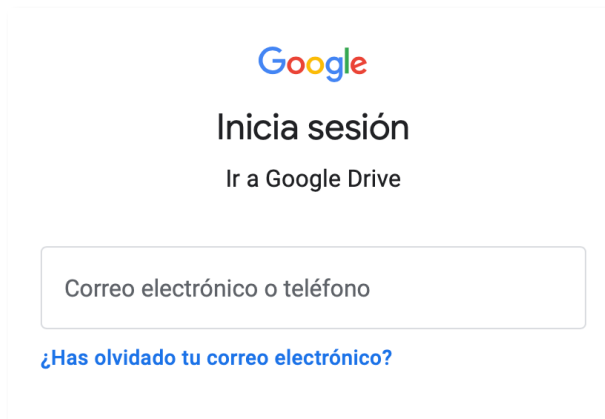 Google
Inicia sesión
Ir a Google Drive
Correo electrónico o teléfono
¿Has olvidado tu correo electrónico?